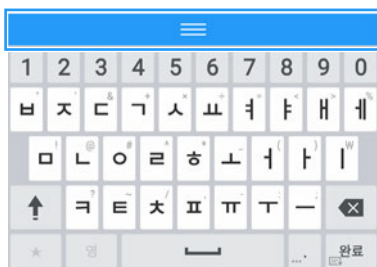 1 2 3 4 5 6 7 8 9 0
ㅂ ㅈ ㄷ ㄱ ㅅ ㅛ ㅕ ㅑ ㅐ ㅔ
ㅁ ㄴ ㅇ ㄹ ㅎ ㅗ ㅓ ㅏ ㅣ
ㅋ ㅌ ㅊ ㅍ ㅠ ㅜ ㅡ
영 완료